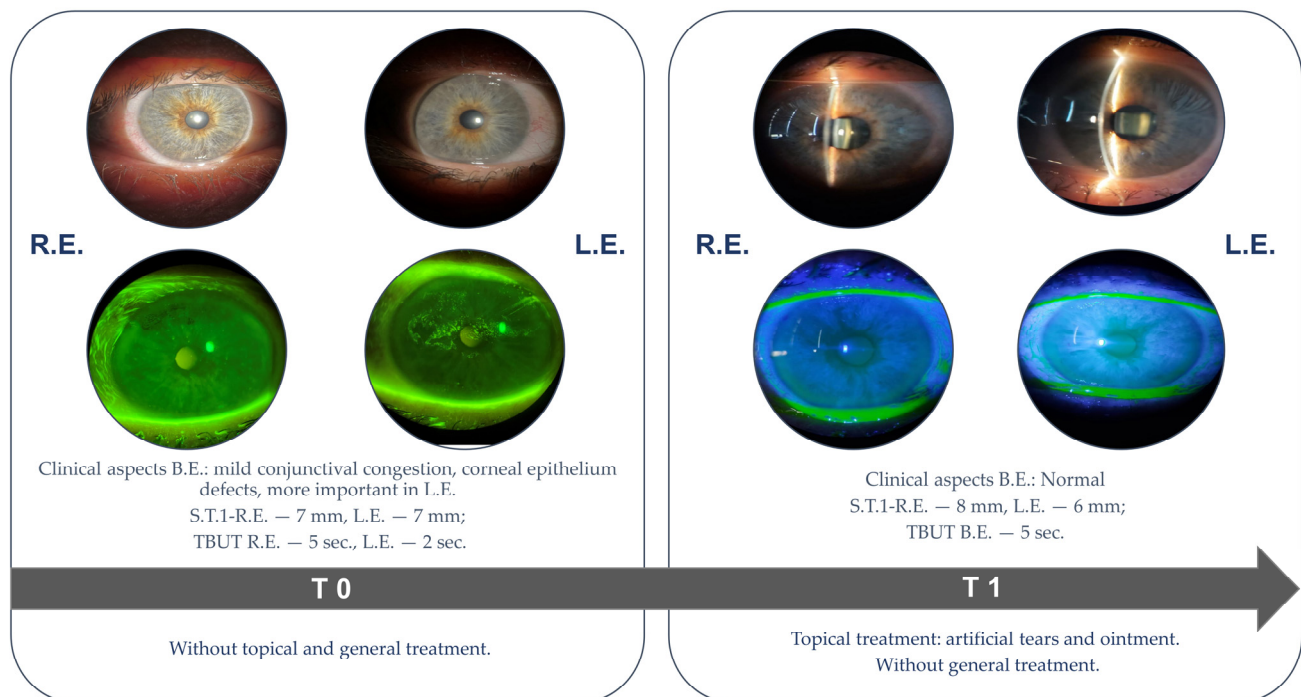 R.E.
L.E.
R.E.
L.E.
Clinical aspects B.E.: mild conjunctival congestion, corneal epithelium
defects, more important in L.E.
S.T.1-R.E. — 7 mm, L.E. — 7 mm;
TBUT R.E. — 5 sec., L.E. — 2 sec.
Clinical aspects B.E.: Normal
S.T.1-R.E. — 8 mm, L.E. — 6 mm;
TBUT B.E. — 5 sec.
T 0
T 1
Without topical and general treatment.
Topical treatment: artificial tears and ointment.
Without general treatment.